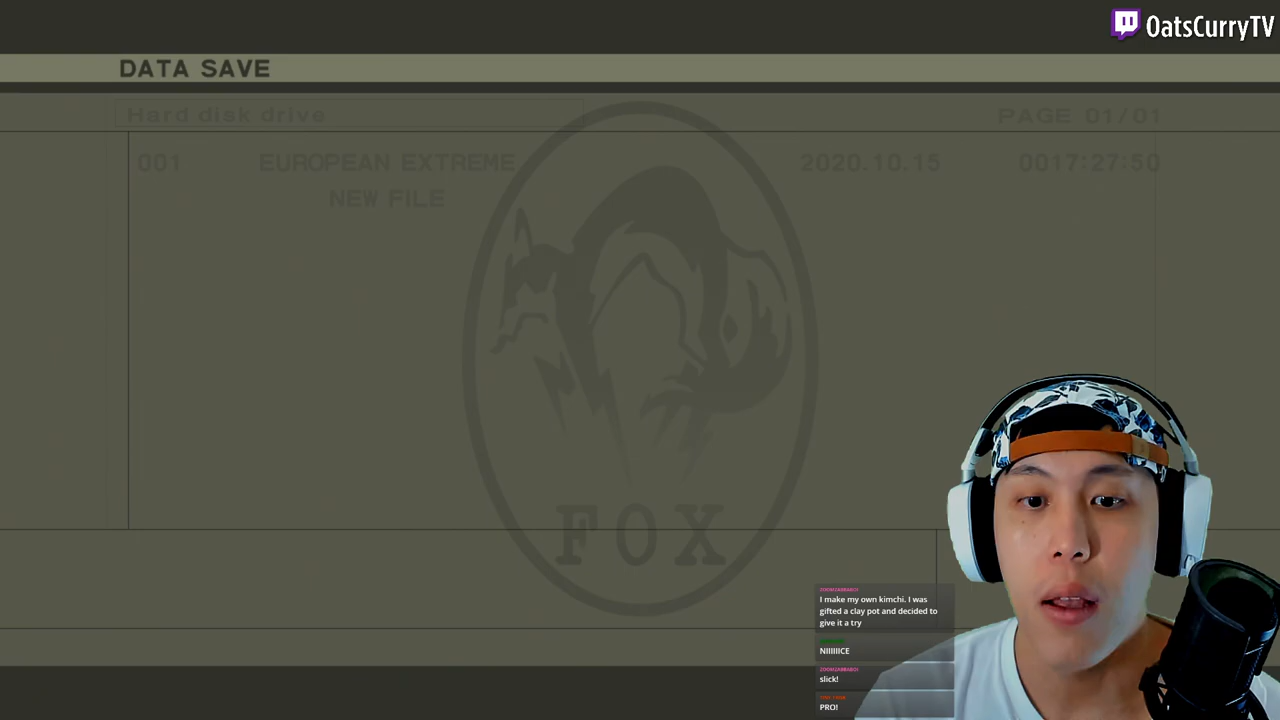 OatsCurryTV
DATA SAVE
Hard disk drive
PAGE 01/01
001 EUROPEAN EXTREME 2020.10.15 0017:27:50
NEW FILE
FOX
I make my own kimchi. I was
gifted a clay pot and decided to
give it a try
NIIIIIICE
slick!
PRO!